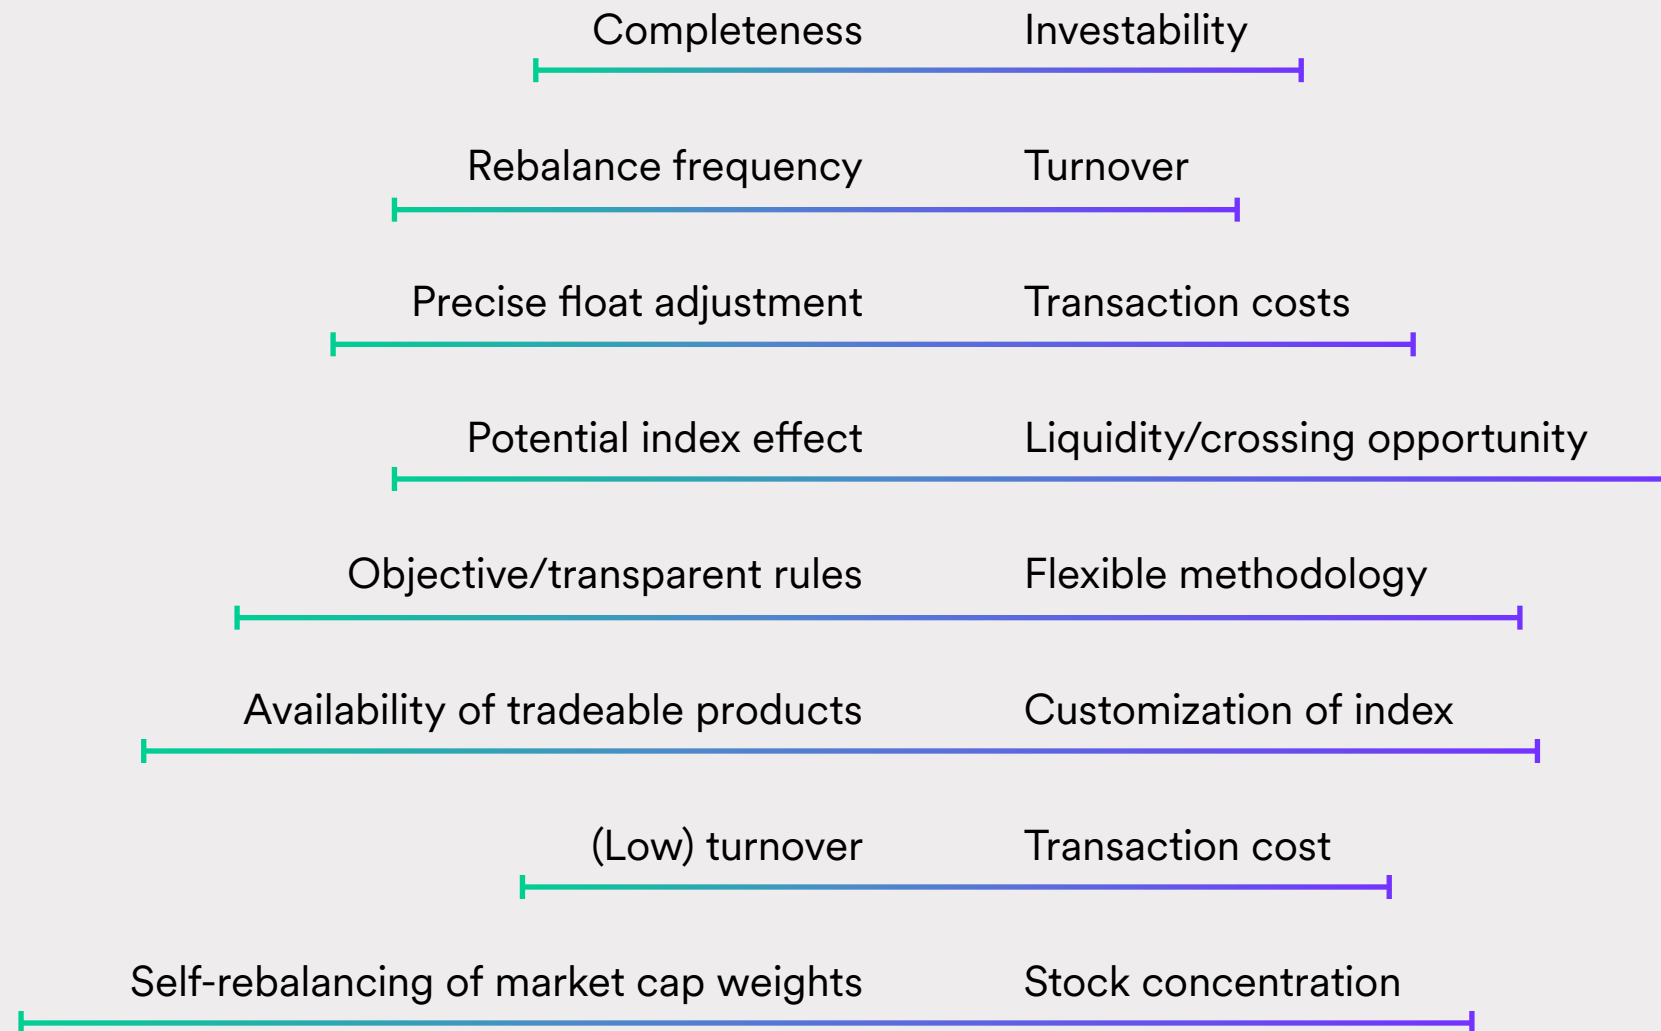 Completeness Investability
Rebalance frequency Turnover
Precise float adjustment Transaction costs
Potential index effect Liquidity/crossing opportunity
Objective/transparent rules Flexible methodology
Availability of tradeable products Customization of index
(Low) turnover Transaction cost
Self-rebalancing of market cap weights Stock concentration